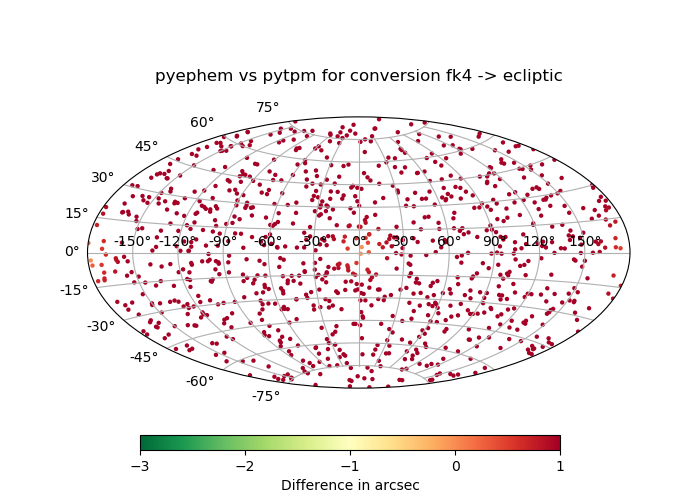 pyephem vs pytpm for conversion fk4 -> ecliptic
75°
60°
45°
30°
15°
-150° -120° -90° -60° -30° 0° 30° 60° 90° 120° 150°
0°
-15°
-30°
-45°
-60°
-75°
−3 −2 −1 0 1
Difference in arcsec